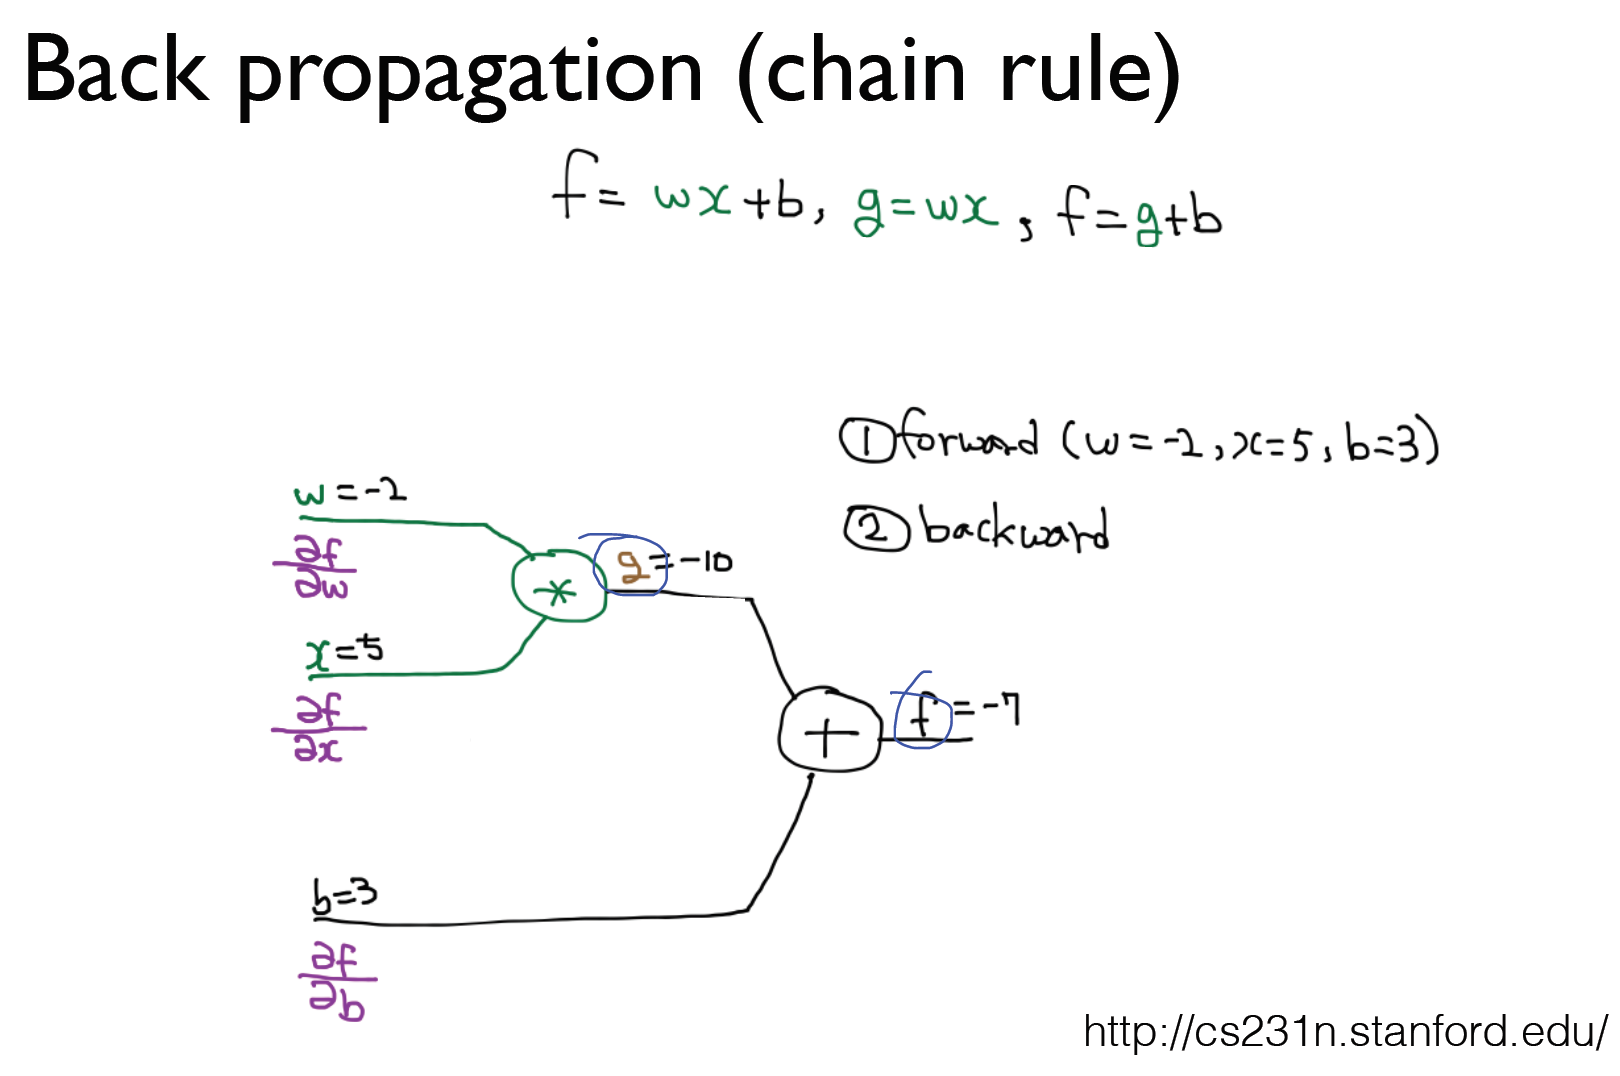 Back propagation (chain rule)
f = wx+b, g=wx, f=g+b
① forward (w=-2, x=5, b=3)
② backward
w=-2
∂f
∂w
g=-10
x=5
∂f
∂x
f=-7
b=3
∂f
∂b
*
+
http://cs231n.stanford.edu/